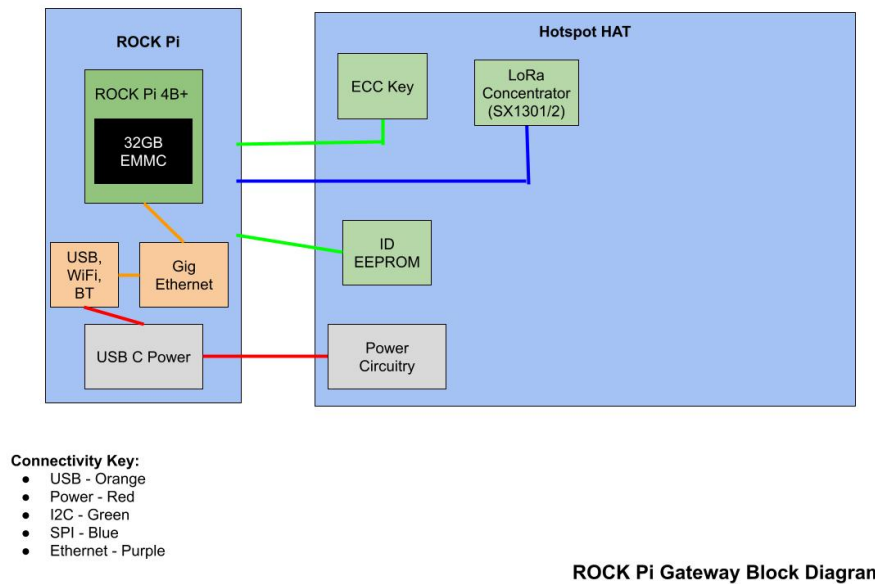 ROCK Pi
Hotspot HAT
ROCK Pi 4B+
32GB
EMMC
ECC Key
LoRa
Concentrator
(SX1301/2)
USB,
WiFi,
BT
Gig
Ethernet
ID
EEPROM
USB C Power
Power
Circuitry
Connectivity Key:
● USB - Orange
● Power - Red
● I2C - Green
● SPI - Blue
● Ethernet - Purple
ROCK Pi Gateway Block Diagran